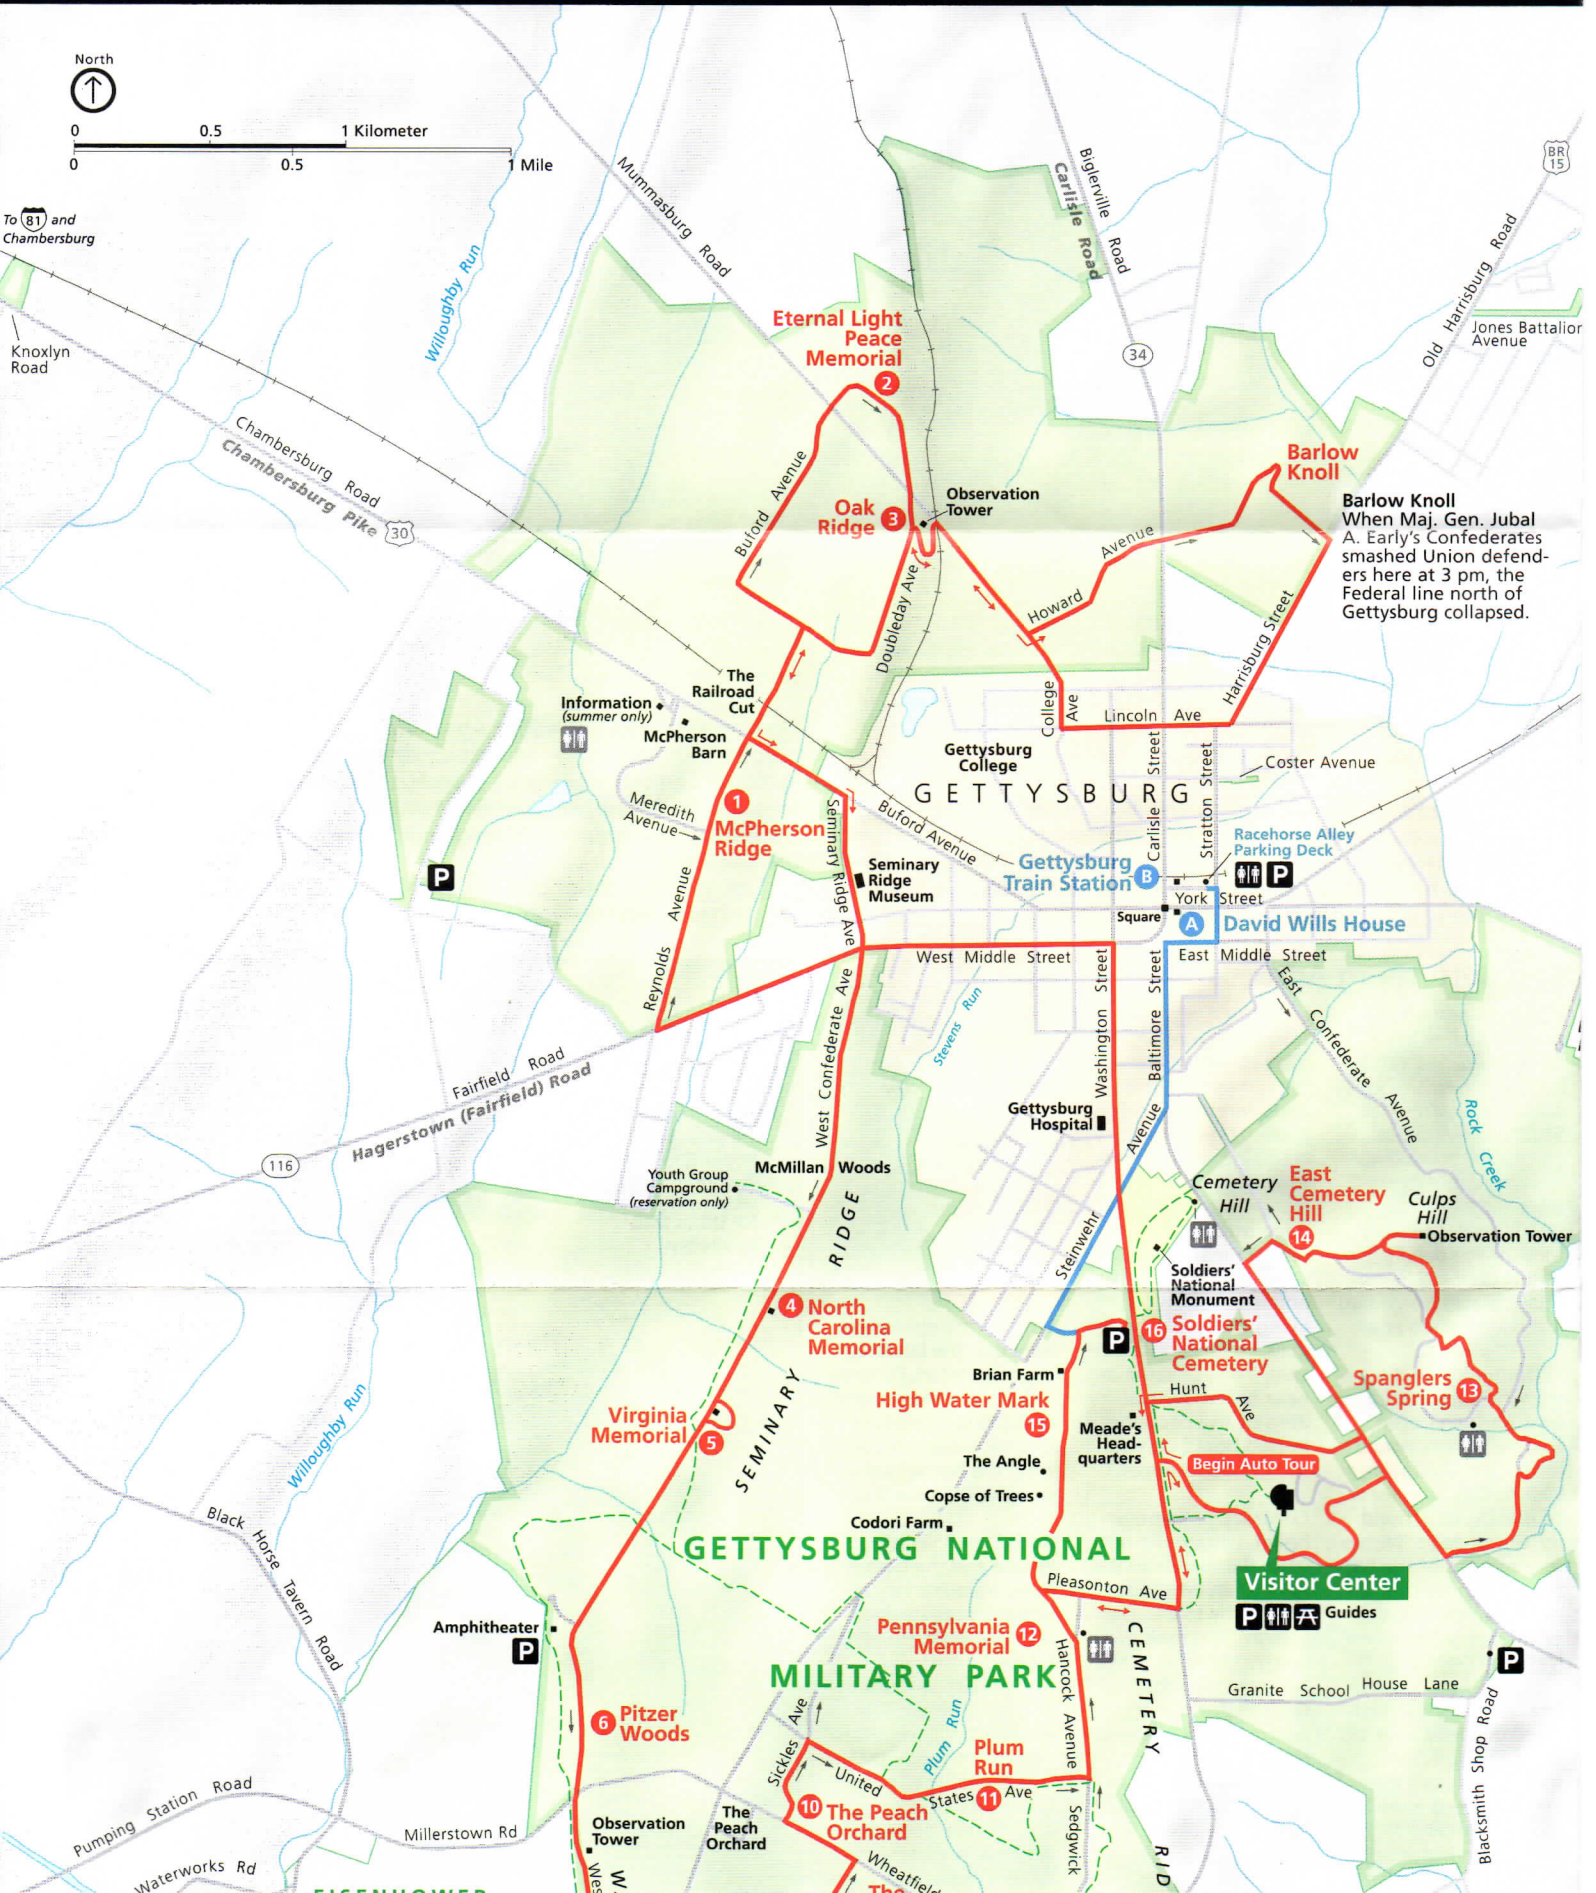 North
0 0.5 1 Kilometer
0 0.5 1 Mile
To 81 and
Chambersburg
Knoxlyn
Road
Willoughby Run
Mummasburg Road
Biglerville Road
Carlisle Road
34
BR
15
Old Harrisburg Road
Jones Battalion
Avenue
Chambersburg Road
Chambersburg Pike
30
Eternal Light
Peace
Memorial
2
Buford Avenue
Oak
Ridge
3
Observation
Tower
Doubleday Ave
Howard Avenue
Barlow
Knoll
Barlow Knoll
When Maj. Gen. Jubal
A. Early's Confederates
smashed Union defend-
ers here at 3 pm, the
Federal line north of
Gettysburg collapsed.
Harrisburg Street
College Ave
Lincoln Ave
The
Railroad
Cut
Information
(summer only)
McPherson
Barn
Meredith
Avenue
1
McPherson
Ridge
Reynolds Avenue
P
Seminary Ridge Ave
Seminary
Ridge
Museum
Gettysburg
College
GETTYSBURG
Buford Avenue
Carlisle Street
Stratton Street
Coster Avenue
Racehorse Alley
Parking Deck
P
Gettysburg
Train Station
B
York Street
Square
A
David Wills House
West Middle Street
East Middle Street
Stevens Run
Washington Street
Baltimore Street
East Confederate Avenue
Rock Creek
Fairfield Road
Hagerstown (Fairfield) Road
116
West Confederate Ave
Gettysburg
Hospital
Steinwehr Avenue
Youth Group
Campground
(reservation only)
McMillan Woods
SEMINARY RIDGE
Cemetery
Hill
East
Cemetery
Hill
14
Culps
Hill
Observation Tower
Soldiers'
National
Monument
4
North
Carolina
Memorial
P
16
Soldiers'
National
Cemetery
Brian Farm
High Water Mark
15
Hunt Ave
Spanglers
Spring
13
Virginia
Memorial
5
Meade's
Head-
quarters
The Angle
Copse of Trees
Codori Farm
Begin Auto Tour
Willoughby Run
Black Horse Tavern Road
GETTYSBURG NATIONAL
MILITARY PARK
Pleasonton Ave
Visitor Center
P Guides
Amphitheater
P
Pennsylvania
Memorial
12
Hancock Avenue
CEMETERY
RID
P
Granite School House Lane
Blacksmith Shop Road
6
Pitzer
Woods
Sickles Ave
Plum Run
Plum
Run
11
United States Ave
10
The Peach
Orchard
Sedgwick
Pumping Station Road
Waterworks Rd
Millerstown Rd
Observation
Tower
The
Peach
Orchard
Wheatfield
Wes
W
The
EISENHOWER